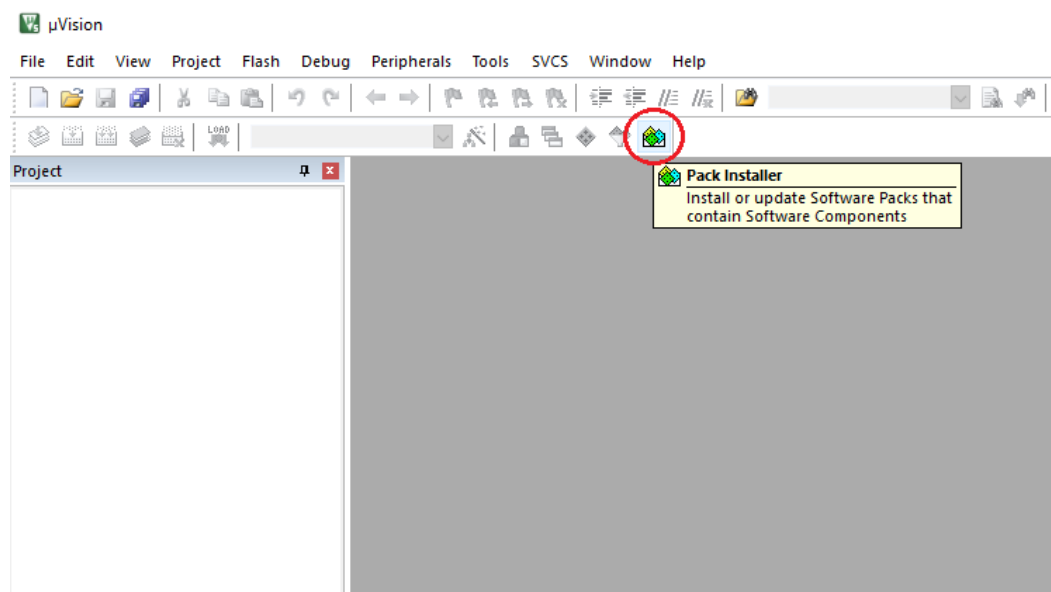 µVision
File Edit View Project Flash Debug Peripherals Tools SVCS Window Help
LOAD
Project
Pack Installer
Install or update Software Packs that
contain Software Components